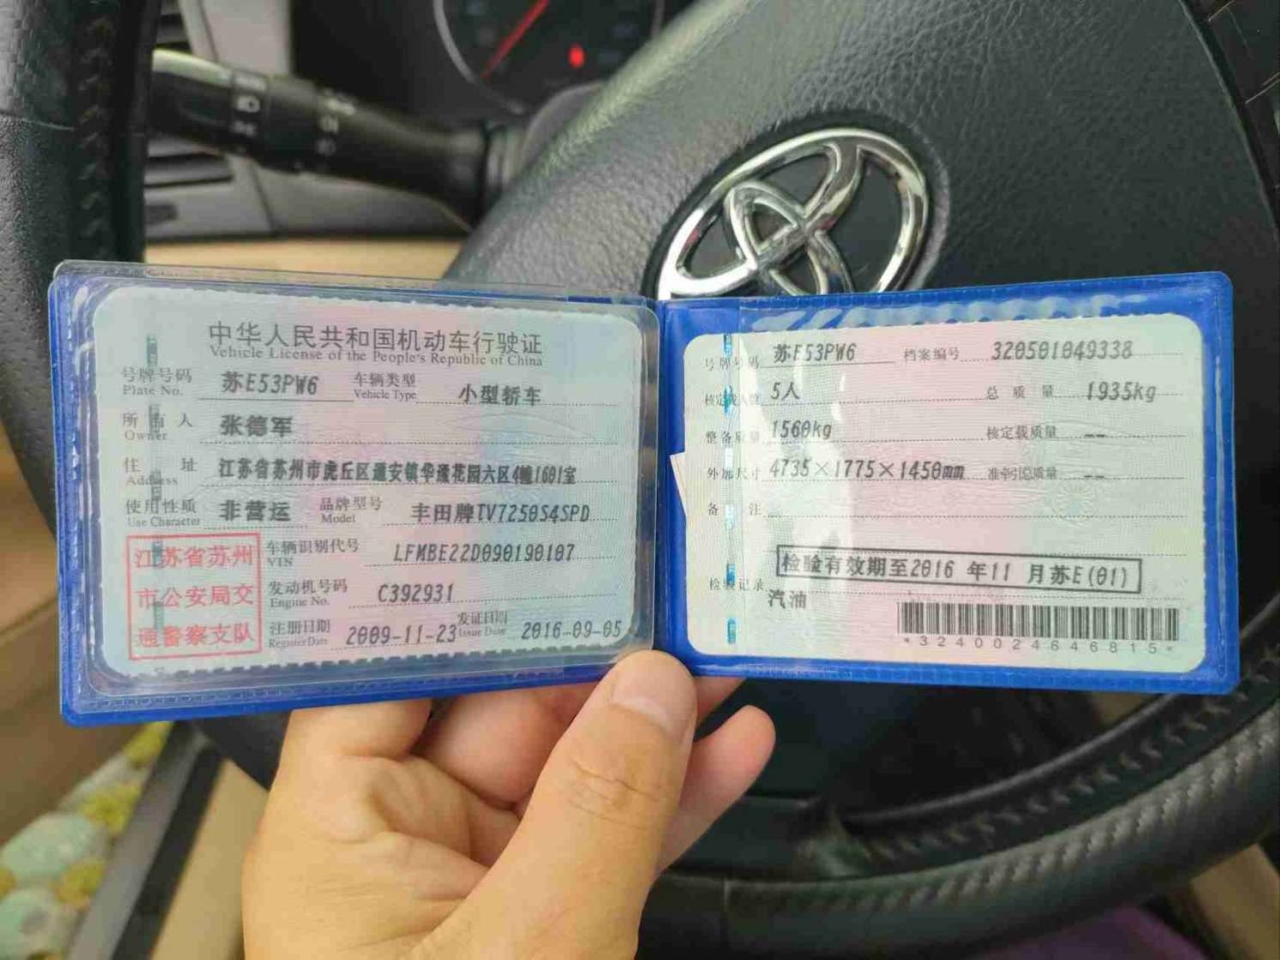 中华人民共和国机动车行驶证
Vehicle License of the People's Republic of China
号牌号码 苏E53PW6 车辆类型 小型轿车
Plate No. Vehicle Type
所有人 张德军
Owner
住址 江苏省苏州市虎丘区通安镇华通花园六区4幢1601室
Address
使用性质 非营运 品牌型号 丰田牌TV7250S4SPD
Use Character Model
江苏省苏州
市公安局交
通警察支队
车辆识别代号 LFMBE22D090190107
VIN
发动机号码 C392931
Engine No.
注册日期 2009-11-23 发证日期 2016-09-05
Register Date Issue Date
号牌号码 苏E53PW6 档案编号 320501049338
核定载人数 5人 总质量 1935kg
整备质量 1560kg 核定载质量 --
外廓尺寸 4735×1775×1450mm 准牵引总质量 --
备注
检验有效期至2016 年11 月苏E(01)
检验记录
汽油
*3240024646815*